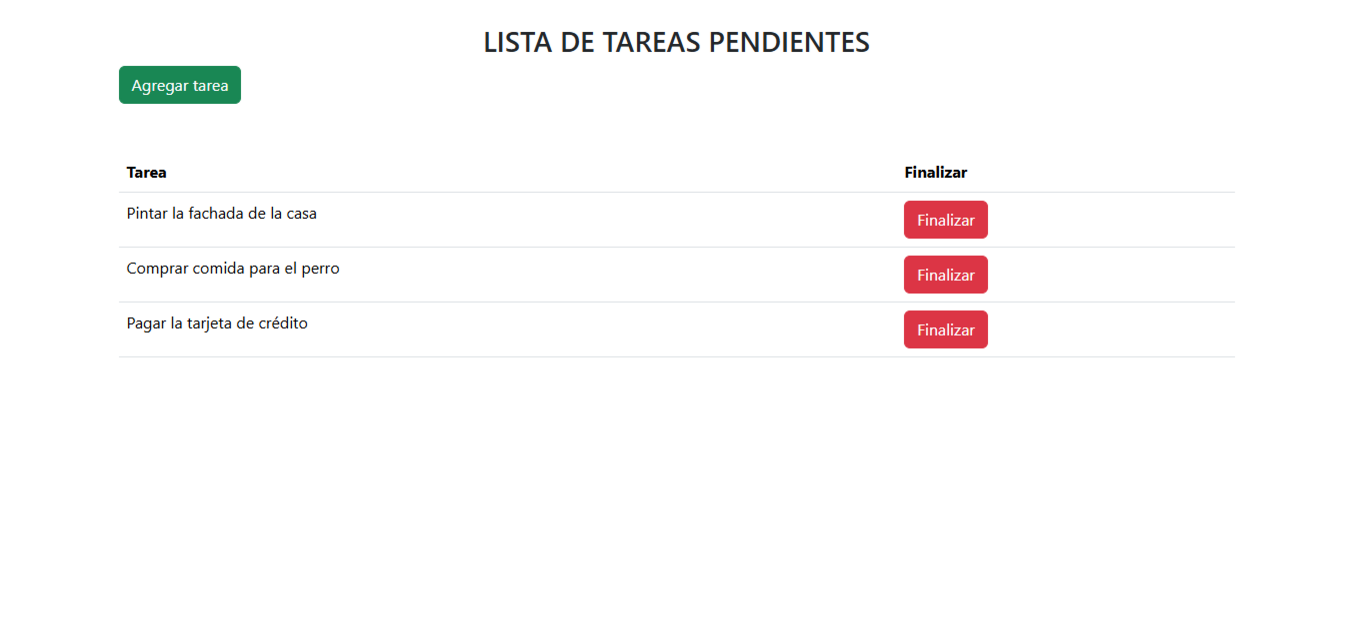 LISTA DE TAREAS PENDIENTES
Agregar tarea
Tarea Finalizar
Pintar la fachada de la casa Finalizar
Comprar comida para el perro Finalizar
Pagar la tarjeta de crédito Finalizar